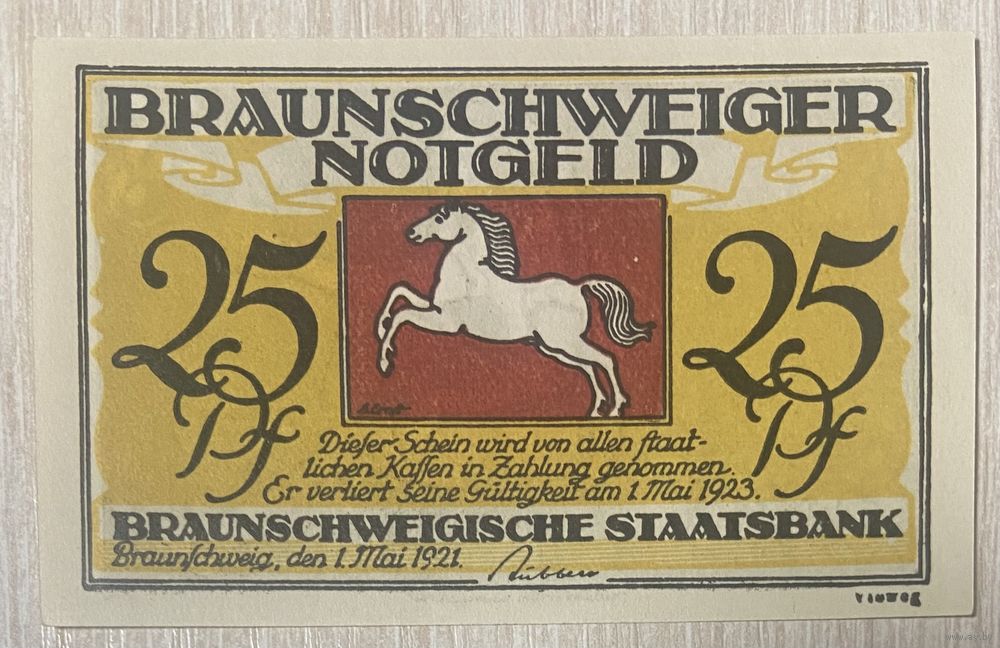 BRAUNSCHWEIGER
NOTGELD
25 Pf
25 Pf
Dieſer Schein wird von allen ſtaat-
lichen Kaſſen in Zahlung genommen.
Er verliert ſeine Gültigkeit am 1. Mai 1923.
BRAUNSCHWEIGISCHE STAATSBANK
Braunſchweig, den 1. Mai 1921.